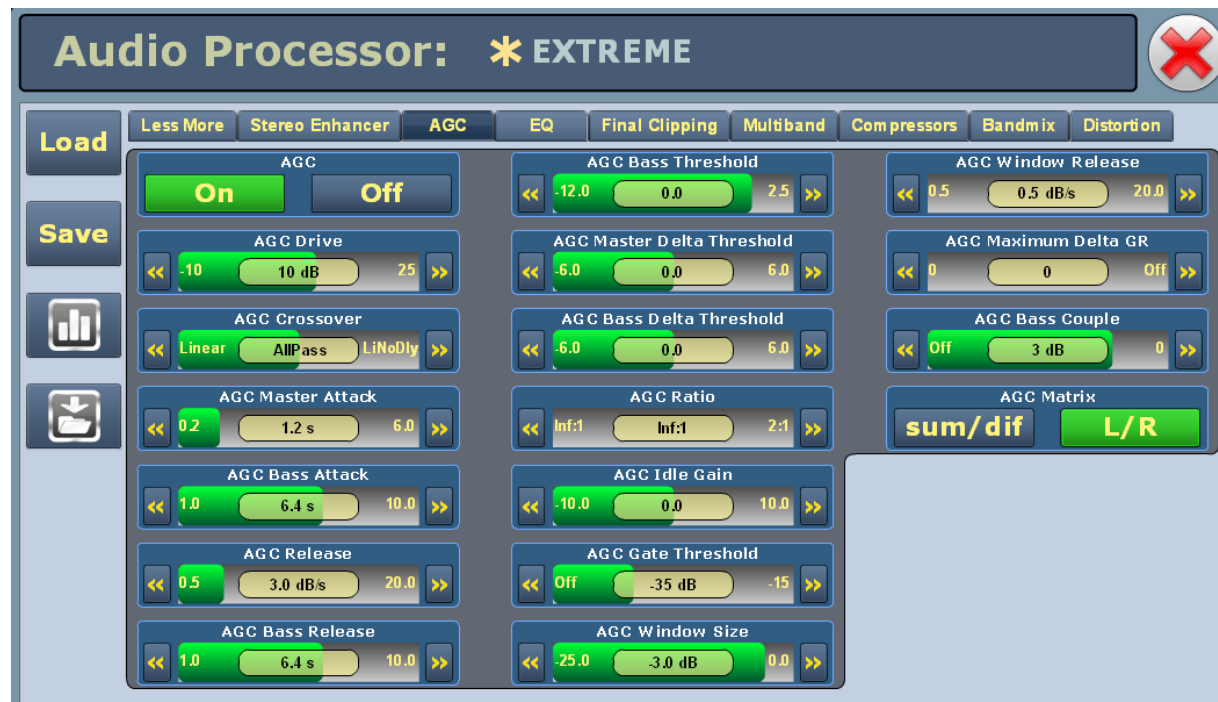 Audio Processor: * EXTREME
Load
Save
Less More Stereo Enhancer AGC EQ Final Clipping Multiband Compressors Bandmix Distortion
AGC
On Off
AGC Drive
<< -10 10 dB 25 >>
AGC Crossover
<< Linear AllPass LiNoDly >>
AGC Master Attack
<< 0.2 1.2 s 6.0 >>
AGC Bass Attack
<< 1.0 6.4 s 10.0 >>
AGC Release
<< 0.5 3.0 dB/s 20.0 >>
AGC Bass Release
<< 1.0 6.4 s 10.0 >>
AGC Bass Threshold
<< -12.0 0.0 2.5 >>
AGC Master Delta Threshold
<< -6.0 0.0 6.0 >>
AGC Bass Delta Threshold
<< -6.0 0.0 6.0 >>
AGC Ratio
<< Inf:1 Inf:1 2:1 >>
AGC Idle Gain
<< -10.0 0.0 10.0 >>
AGC Gate Threshold
<< Off -35 dB -15 >>
AGC Window Size
<< -25.0 -3.0 dB 0.0 >>
AGC Window Release
<< 0.5 0.5 dB/s 20.0 >>
AGC Maximum Delta GR
<< 0 0 Off >>
AGC Bass Couple
<< Off 3 dB 0 >>
AGC Matrix
sum/dif L/R